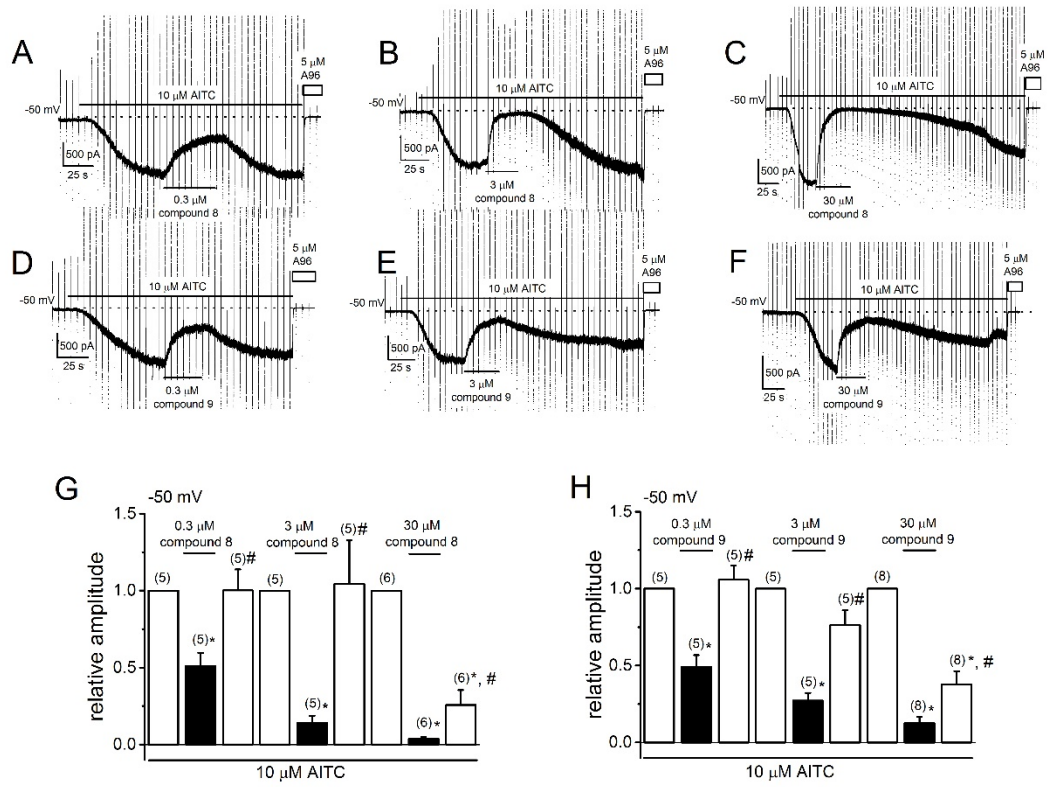 A
5 µM
A96
10 µM AITC
-50 mV
500 pA
25 s
0.3 µM
compound 8
B
5 µM
A96
10 µM AITC
-50 mV
500 pA
25 s
3 µM
compound 8
C
5 µM
A96
10 µM AITC
-50 mV
500 pA
25 s
30 µM
compound 8
D
5 µM
A96
10 µM AITC
-50 mV
500 pA
25 s
0.3 µM
compound 9
E
5 µM
A96
10 µM AITC
-50 mV
500 pA
25 s
3 µM
compound 9
F
5 µM
A96
10 µM AITC
-50 mV
500 pA
25 s
30 µM
compound 9
G
-50 mV
relative amplitude
1.5
1.0
0.5
0.0
0.3 µM 3 µM 30 µM
compound 8 compound 8 compound 8
(5) (5)* (5)# (5) (5)* (5)# (6) (6)* (6)*, #
10 µM AITC
H
-50 mV
relative amplitude
1.5
1.0
0.5
0.0
0.3 µM 3 µM 30 µM
compound 9 compound 9 compound 9
(5) (5)* (5)# (5) (5)* (5)# (8) (8)* (8)*, #
10 µM AITC